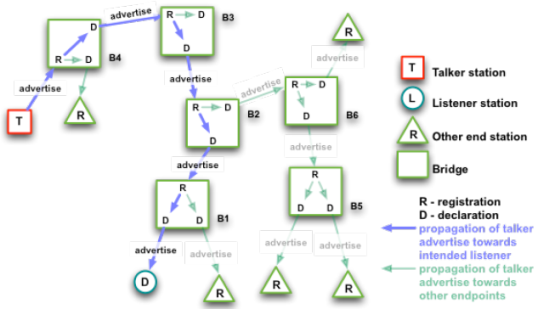 advertise
D
R
D
D
B3
R
D
B4
advertise
advertise
T
R
R
D
D
B2
advertise
advertise
R
R
D
D
B6
advertise
advertise
R
D
D
B1
R
D
D
B5
advertise
advertise
advertise
advertise
D
R
R
R
T
Talker station
L
Listener station
R
Other end station
Bridge
R - registration
D - declaration
propagation of talker
advertise towards
intended listener
propagation of talker
advertise towards
other endpoints